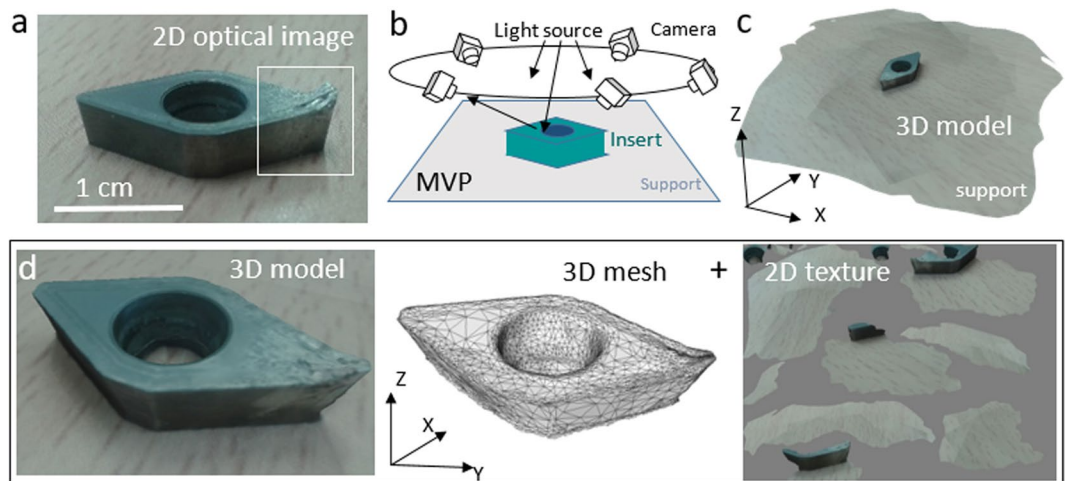 a
2D optical image
1 cm
b
Light source
Camera
Insert
MVP
Support
c
3D model
Z
Y
X
support
d
3D model
3D mesh
+
2D texture
Z
X
Y